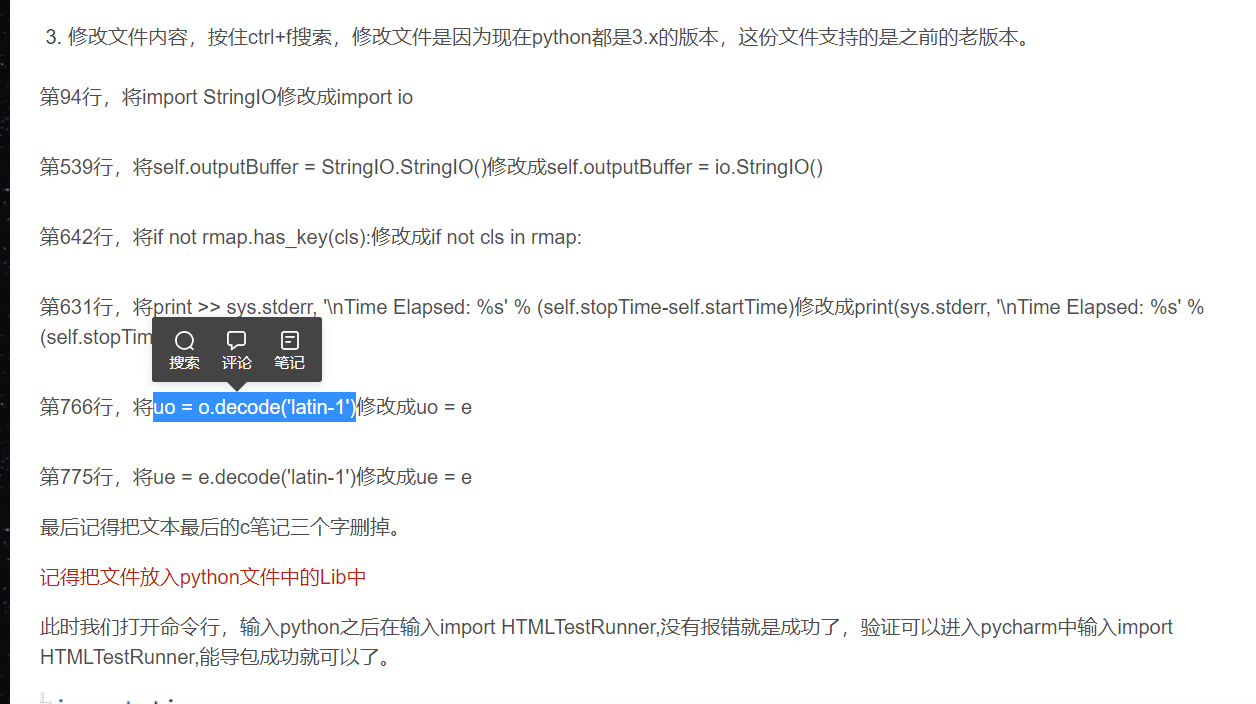 3. 修改文件内容，按住ctrl+f搜索，修改文件是因为现在python都是3.x的版本，这份文件支持的是之前的老版本。
第94行，将import StringIO修改成import io
第539行，将self.outputBuffer = StringIO.StringIO()修改成self.outputBuffer = io.StringIO()
第642行，将if not rmap.has_key(cls):修改成if not cls in rmap:
第631行，将print >> sys.stderr, '\nTime Elapsed: %s' % (self.stopTime-self.startTime)修改成print(sys.stderr, '\nTime Elapsed: %s' %
(self.stopTim
搜索 评论 笔记
第766行，将uo = o.decode('latin-1')修改成uo = e
第775行，将ue = e.decode('latin-1')修改成ue = e
最后记得把文本最后的c笔记三个字删掉。
记得把文件放入python文件中的Lib中
此时我们打开命令行，输入python之后在输入import HTMLTestRunner,没有报错就是成功了，验证可以进入pycharm中输入import
HTMLTestRunner,能导包成功就可以了。